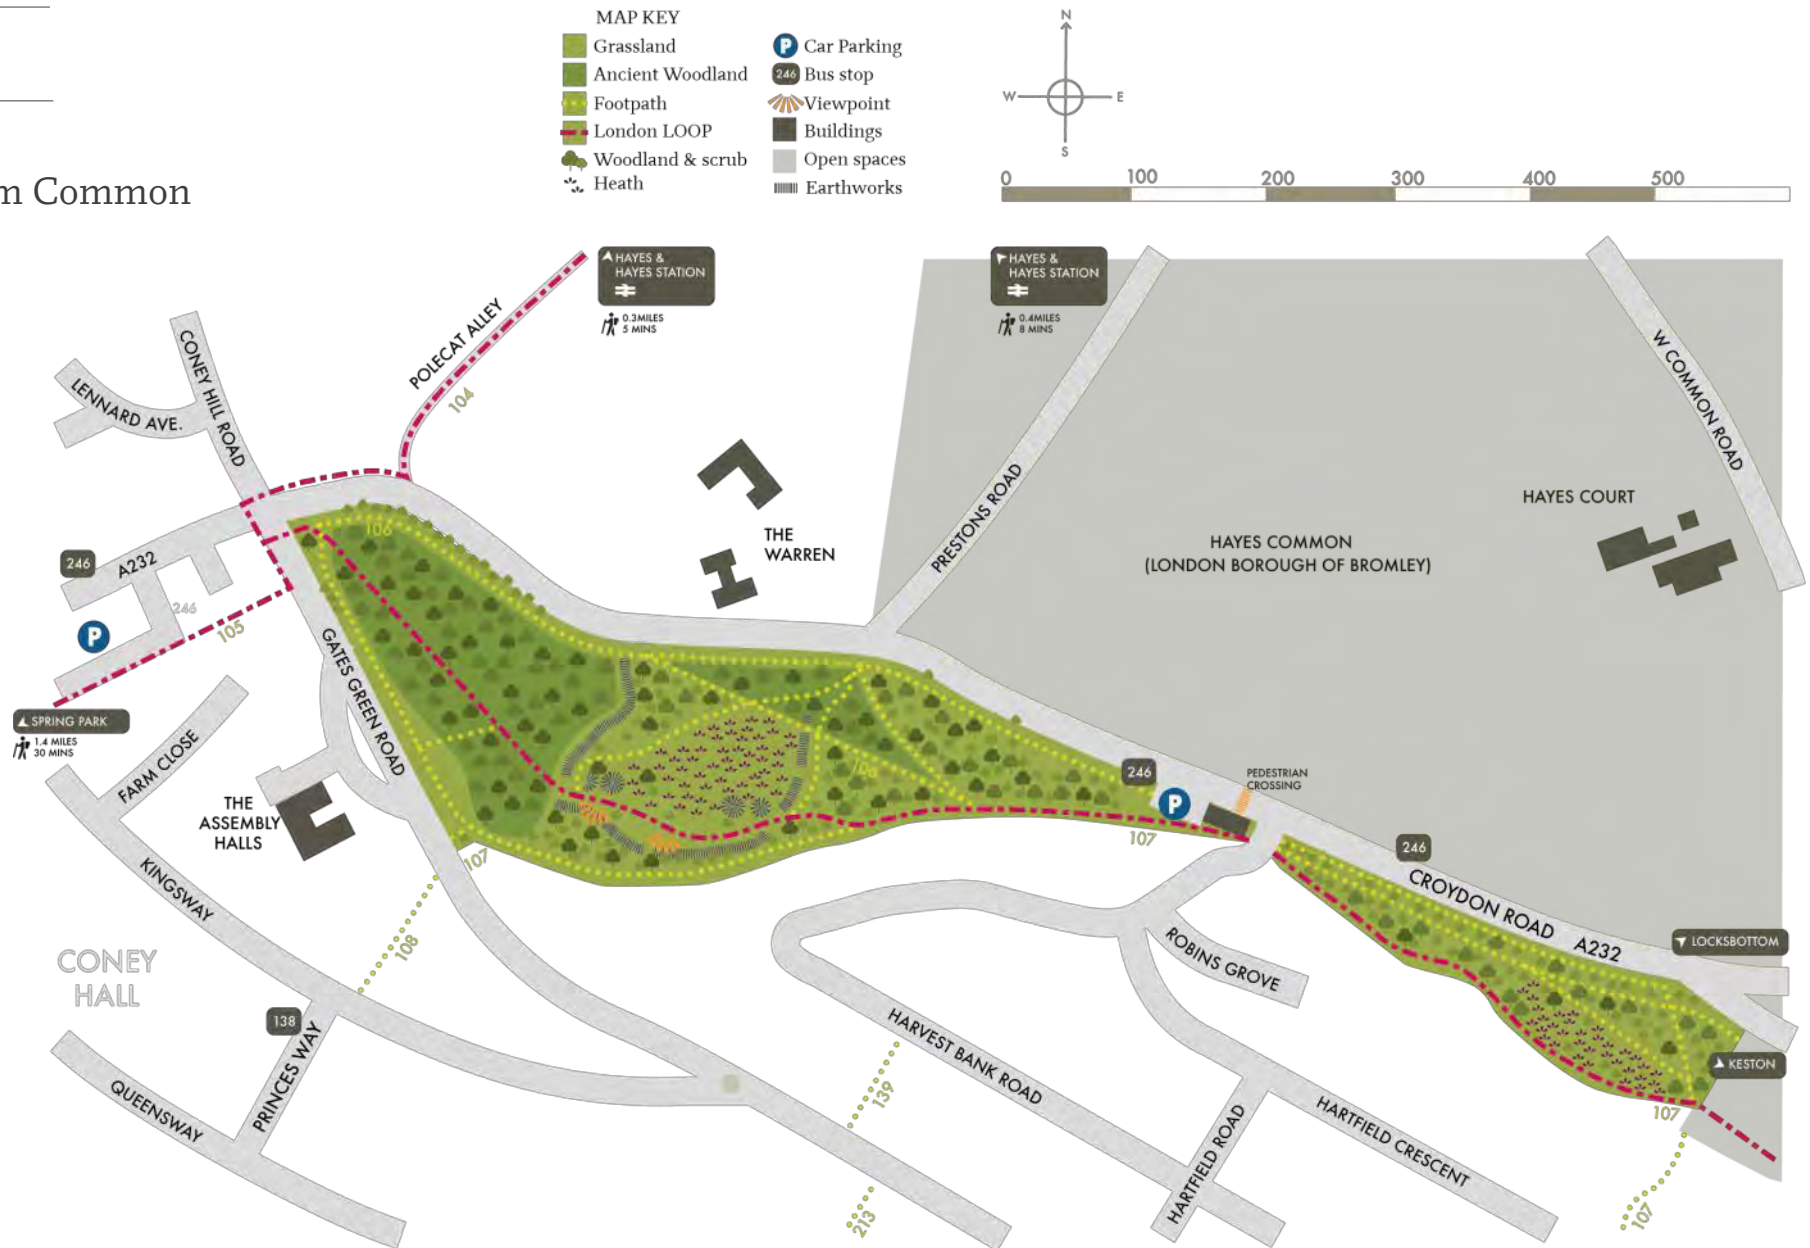 MAP KEY
Grassland
Ancient Woodland
Footpath
London LOOP
Woodland & scrub
Heath
P Car Parking
246 Bus stop
Viewpoint
Buildings
Open spaces
Earthworks
N
W E
S
0 100 200 300 400 500
m Common
HAYES &
HAYES STATION
0.3MILES
5 MINS
HAYES &
HAYES STATION
0.4MILES
8 MINS
POLECAT ALLEY
104
CONEY HILL ROAD
LENNARD AVE.
W COMMON ROAD
PRESTONS ROAD
HAYES COURT
THE
WARREN
HAYES COMMON
(LONDON BOROUGH OF BROMLEY)
106
246
A232
246
105
P
GATES GREEN ROAD
SPRING PARK
1.4 MILES
30 MINS
FARM CLOSE
THE
ASSEMBLY
HALLS
106
246
P
PEDESTRIAN
CROSSING
107
107
246
CROYDON ROAD A232
LOCKSBOTTOM
KINGSWAY
108
CONEY
HALL
ROBINS GROVE
138
PRINCES WAY
QUEENSWAY
HARVEST BANK ROAD
139
213
HARTFIELD ROAD
HARTFIELD CRESCENT
KESTON
107
107